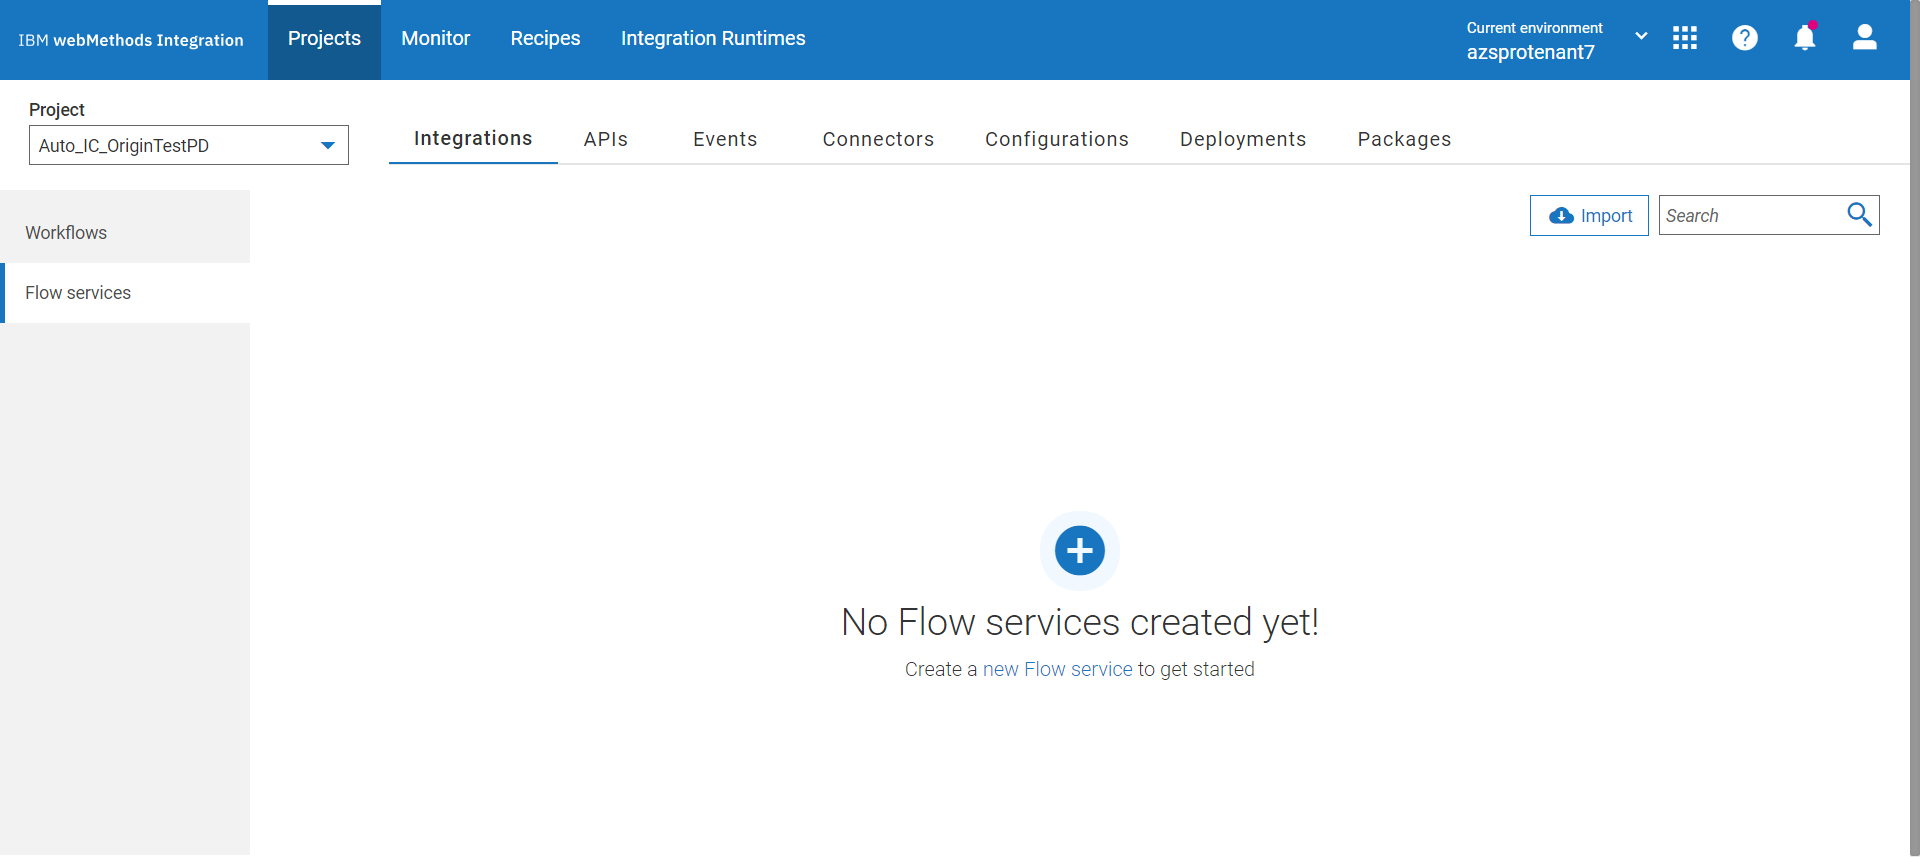 IBM webMethods Integration
Projects
Monitor
Recipes
Integration Runtimes
Current environment
azsprotenant7
Project
Auto_IC_OriginTestPD
Integrations
APIs
Events
Connectors
Configurations
Deployments
Packages
Import
Search
Workflows
Flow services
No Flow services created yet!
Create a new Flow service to get started